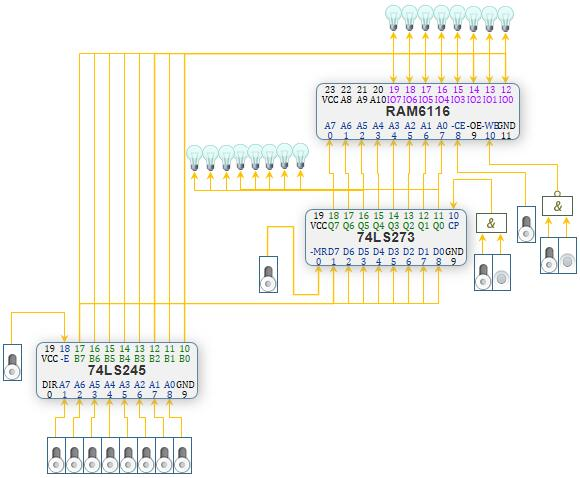 23 22 21 20 19 18 17 16 15 14 13 12
VCC A8 A9 A10 IO7 IO6 IO5 IO4 IO3 IO2 IO1 IO0
RAM6116
A7 A6 A5 A4 A3 A2 A1 A0 -CE -OE -WE GND
0 1 2 3 4 5 6 7 8 9 10 11
&
19 18 17 16 15 14 13 12 11 10
VCC Q7 Q6 Q5 Q4 Q3 Q2 Q1 Q0 CP
&
74LS273
-MR D7 D6 D5 D4 D3 D2 D1 D0 GND
0 1 2 3 4 5 6 7 8 9
19 18 17 16 15 14 13 12 11 10
VCC -E B7 B6 B5 B4 B3 B2 B1 B0
74LS245
DIR A7 A6 A5 A4 A3 A2 A1 A0 GND
0 1 2 3 4 5 6 7 8 9